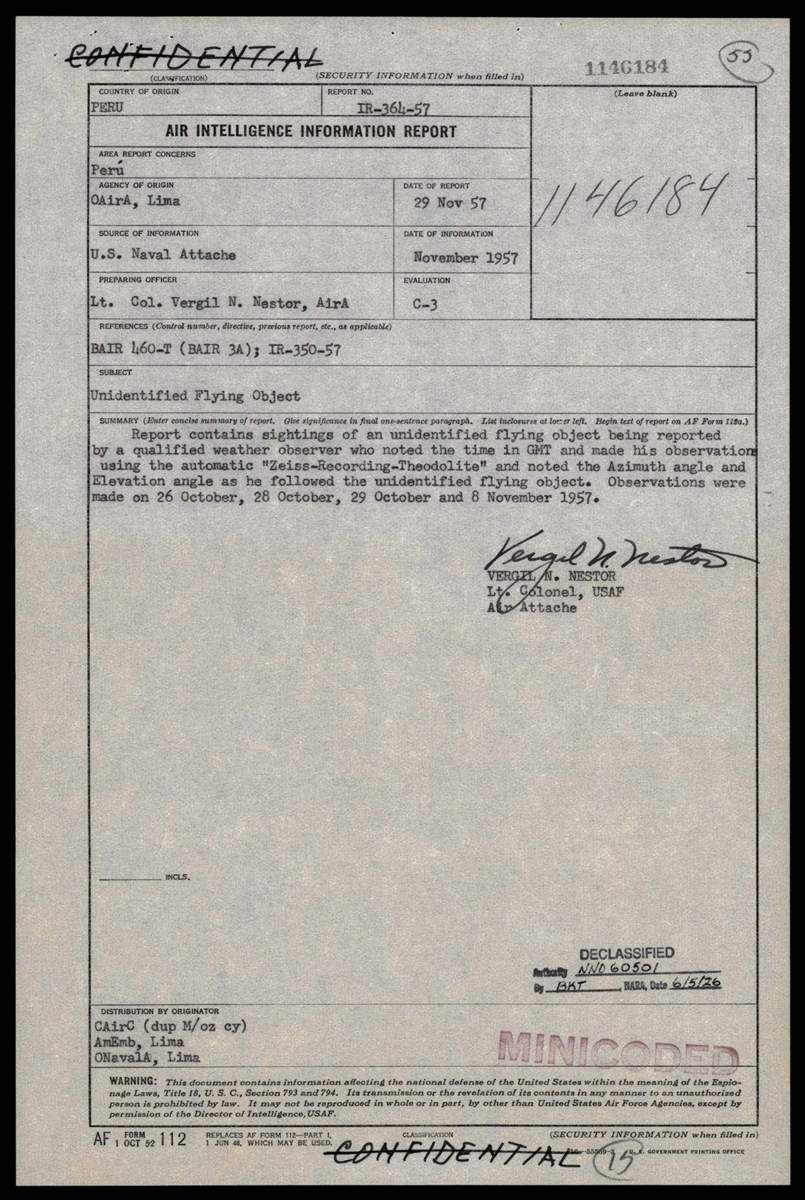 CONFIDENTIAL
(CLASSIFICATION)
(SECURITY INFORMATION when filled in)
1146184
55
COUNTRY OF ORIGIN
PERU
REPORT NO.
IR-364-57
(Leave blank)
AIR INTELLIGENCE INFORMATION REPORT
AREA REPORT CONCERNS
Perú
AGENCY OF ORIGIN
OAirA, Lima
DATE OF REPORT
29 Nov 57
1146184
SOURCE OF INFORMATION
U.S. Naval Attache
DATE OF INFORMATION
November 1957
PREPARING OFFICER
Lt. Col. Vergil N. Nestor, AirA
EVALUATION
C-3
REFERENCES (Control number, directive, previous report, etc., as applicable)
BAIR 460-T (BAIR 3A); IR-350-57
SUBJECT
Unidentified Flying Object
SUMMARY (Enter concise summary of report. Give significance in final one-sentence paragraph. List inclosures at lower left. Begin text of report on AF Form 112a.)
Report contains sightings of an unidentified flying object being reported
by a qualified weather observer who noted the time in GMT and made his observations
using the automatic "Zeiss-Recording-Theodolite" and noted the Azimuth angle and
Elevation angle as he followed the unidentified flying object. Observations were
made on 26 October, 28 October, 29 October and 8 November 1957.
Vergil N. Nestor
VERGIL N. NESTOR
Lt. Colonel, USAF
Air Attache
INCLS.
DECLASSIFIED
Authority NND 60501
By BKT, NARA, Date 6/5/26
DISTRIBUTION BY ORIGINATOR
CAirC (dup M/oz cy)
AmEmb, Lima
ONavalA, Lima
MINICODED
WARNING: This document contains information affecting the national defense of the United States within the meaning of the Espio-
nage Laws, Title 18, U. S. C., Section 793 and 794. Its transmission or the revelation of its contents in any manner to an unauthorized
person is prohibited by law. It may not be reproduced in whole or in part, by other than United States Air Force Agencies, except by
permission of the Director of Intelligence, USAF.
AF FORM 1 OCT 52 112
REPLACES AF FORM 112—PART I,
1 JUN 48, WHICH MAY BE USED.
CLASSIFICATION
(SECURITY INFORMATION when filled in)
CONFIDENTIAL
15
U. S. GOVERNMENT PRINTING OFFICE